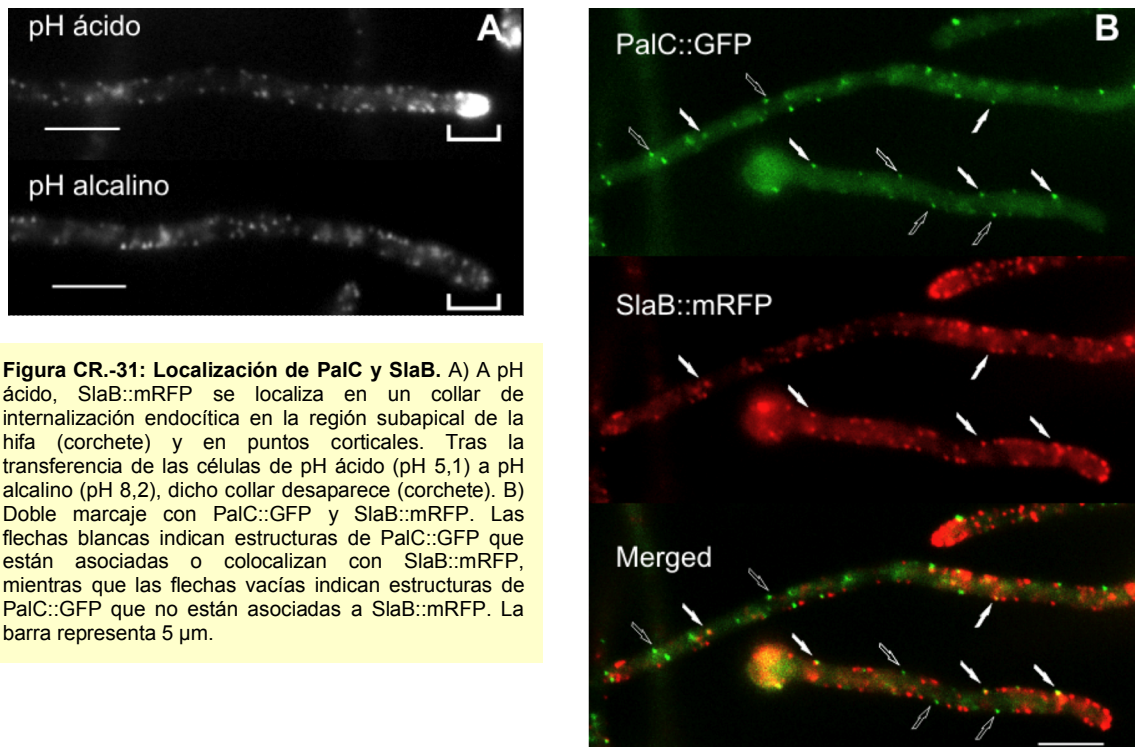 pH ácido
A
pH alcalino
Figura CR.-31: Localización de PalC y SlaB. A) A pH
ácido, SlaB::mRFP se localiza en un collar de
internalización endocítica en la región subapical de la
hifa (corchete) y en puntos corticales. Tras la
transferencia de las células de pH ácido (pH 5,1) a pH
alcalino (pH 8,2), dicho collar desaparece (corchete). B)
Doble marcaje con PalC::GFP y SlaB::mRFP. Las
flechas blancas indican estructuras de PalC::GFP que
están asociadas o colocalizan con SlaB::mRFP,
mientras que las flechas vacías indican estructuras de
PalC::GFP que no están asociadas a SlaB::mRFP. La
barra representa 5 µm.
PalC::GFP
B
SlaB::mRFP
Merged